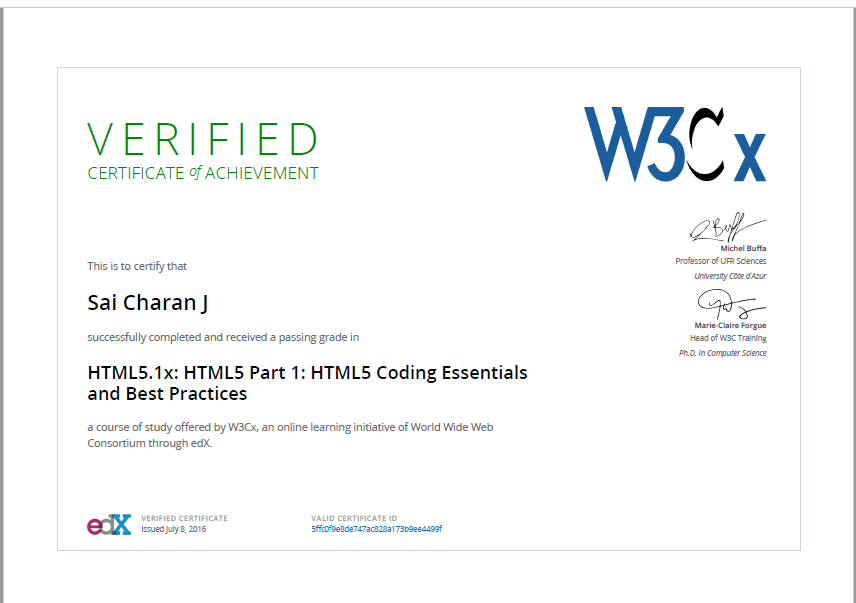 VERIFIED
CERTIFICATE of ACHIEVEMENT
W3Cx
Michel Buffa
Professor of UFR Sciences
University Côte d'Azur
Marie-Claire Forgue
Head of W3C Training
Ph.D. in Computer Science
This is to certify that
Sai Charan J
successfully completed and received a passing grade in
HTML5.1x: HTML5 Part 1: HTML5 Coding Essentials
and Best Practices
a course of study offered by W3Cx, an online learning initiative of World Wide Web
Consortium through edX.
edX
VERIFIED CERTIFICATE
Issued July 8, 2016
VALID CERTIFICATE ID
5ffc0f9e8de747ac828a173b9ee4499f